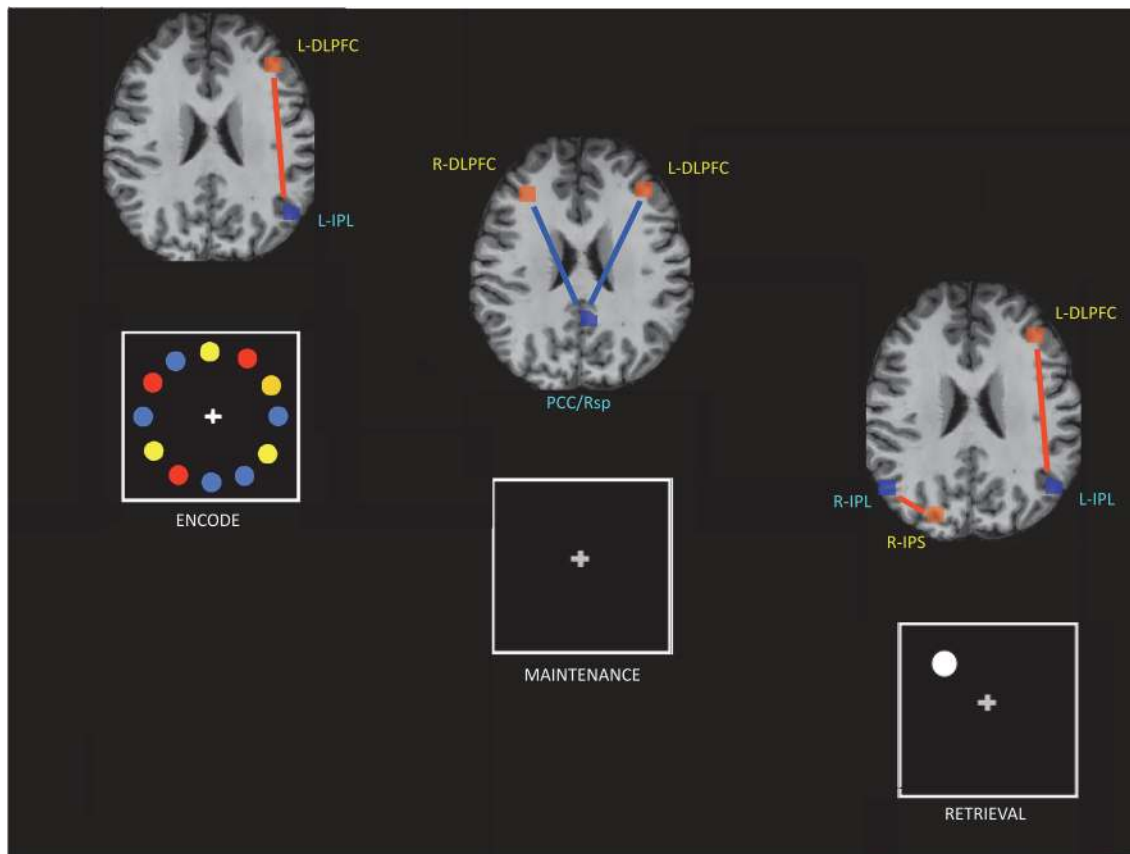 L-DLPFC
L-IPL
ENCODE
R-DLPFC
L-DLPFC
PCC/Rsp
MAINTENANCE
L-DLPFC
R-IPL
L-IPL
R-IPS
RETRIEVAL